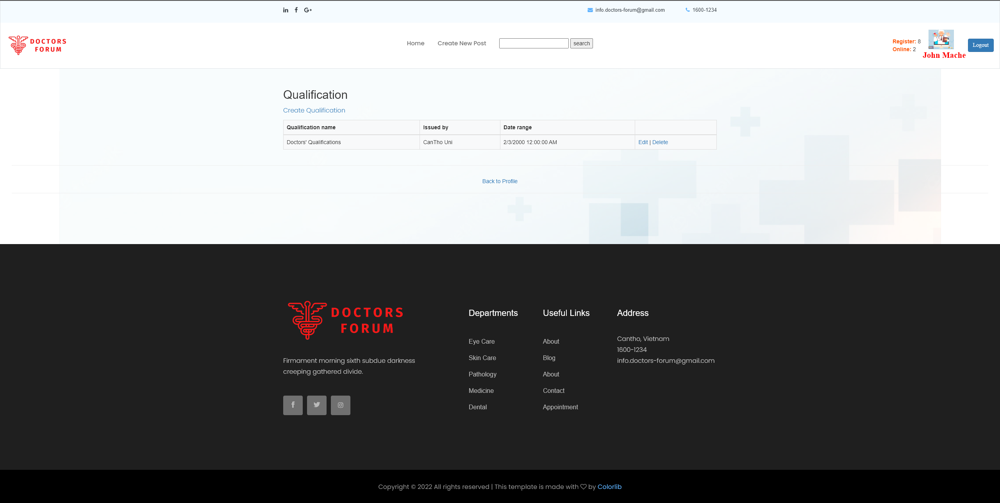 info.doctors-forum@gmail.com 1600-1234
DOCTORS
FORUM
Home Create New Post search
Register: 8
Online: 2
John Mache
Logout
Qualification
Create Qualification
Qualification name Issued by Date range
Doctors' Qualifications CanTho Uni 2/3/2000 12:00:00 AM Edit | Delete
Back to Profile
DOCTORS
FORUM
Firmament morning sixth subdue darkness
creeping gathered divide.
Departments
Eye Care
Skin Care
Pathology
Medicine
Dental
Useful Links
About
Blog
About
Contact
Appointment
Address
Cantho, Vietnam
1600-1234
info.doctors-forum@gmail.com
Copyright © 2022 All rights reserved | This template is made with ♡ by Colorlib